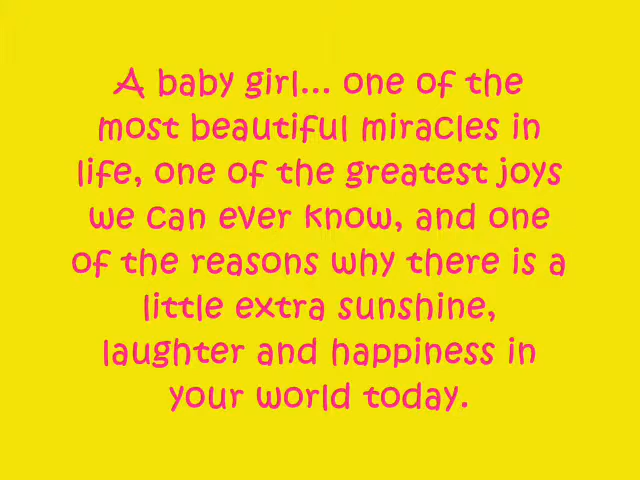 A baby girl... one of the
most beautiful miracles in
life, one of the greatest joys
we can ever know, and one
of the reasons why there is a
little extra sunshine,
laughter and happiness in
your world today.